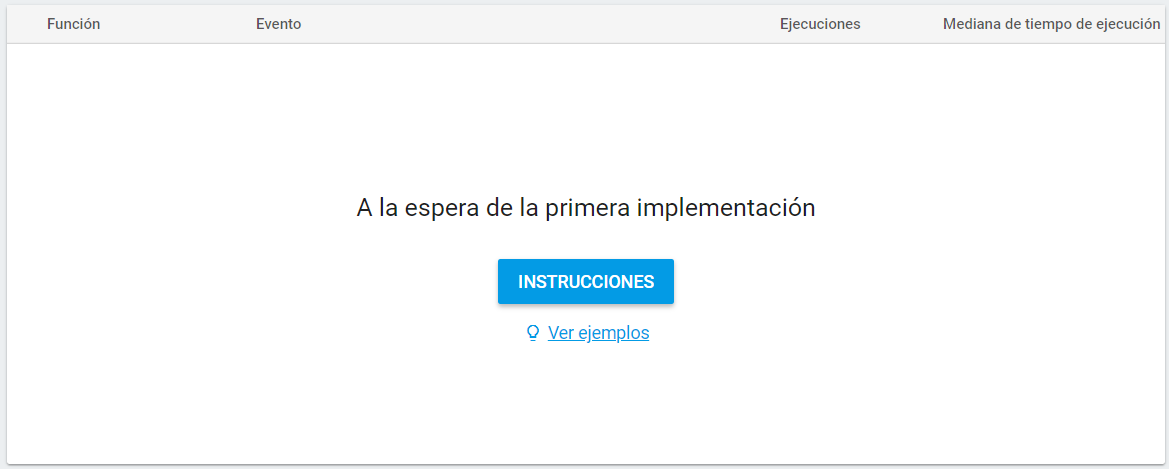 Función Evento Ejecuciones Mediana de tiempo de ejecución
A la espera de la primera implementación
INSTRUCCIONES
Ver ejemplos